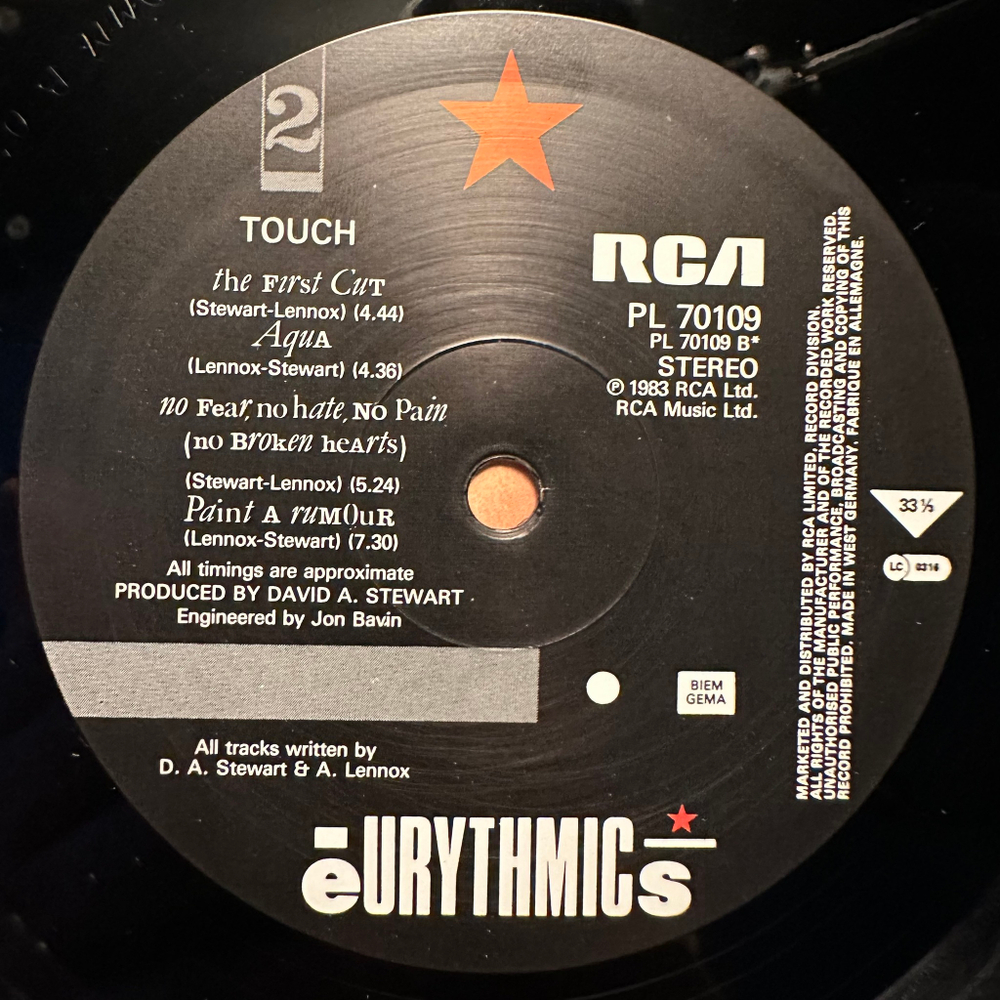 2
TOUCH
the First Cut
(Stewart-Lennox) (4.44)
Aqua
(Lennox-Stewart) (4.36)
no Fear, no hate, No Pain
(no Broken hearts)
(Stewart-Lennox) (5.24)
Paint A ruMOuR
(Lennox-Stewart) (7.30)
All timings are approximate
PRODUCED BY DAVID A. STEWART
Engineered by Jon Bavin
All tracks written by
D. A. Stewart & A. Lennox
RCA
PL 70109
PL 70109 B*
STEREO
℗ 1983 RCA Ltd.
RCA Music Ltd.
BIEM
GEMA
MARKETED AND DISTRIBUTED BY RCA LIMITED, RECORD DIVISION.
ALL RIGHTS OF THE MANUFACTURER AND OF THE RECORDED WORK RESERVED.
UNAUTHORISED PUBLIC PERFORMANCE, BROADCASTING AND COPYING OF THIS
RECORD PROHIBITED. MADE IN WEST GERMANY. FABRIQUE EN ALLEMAGNE.
33⅓
LC 0316
eURYTHMICs